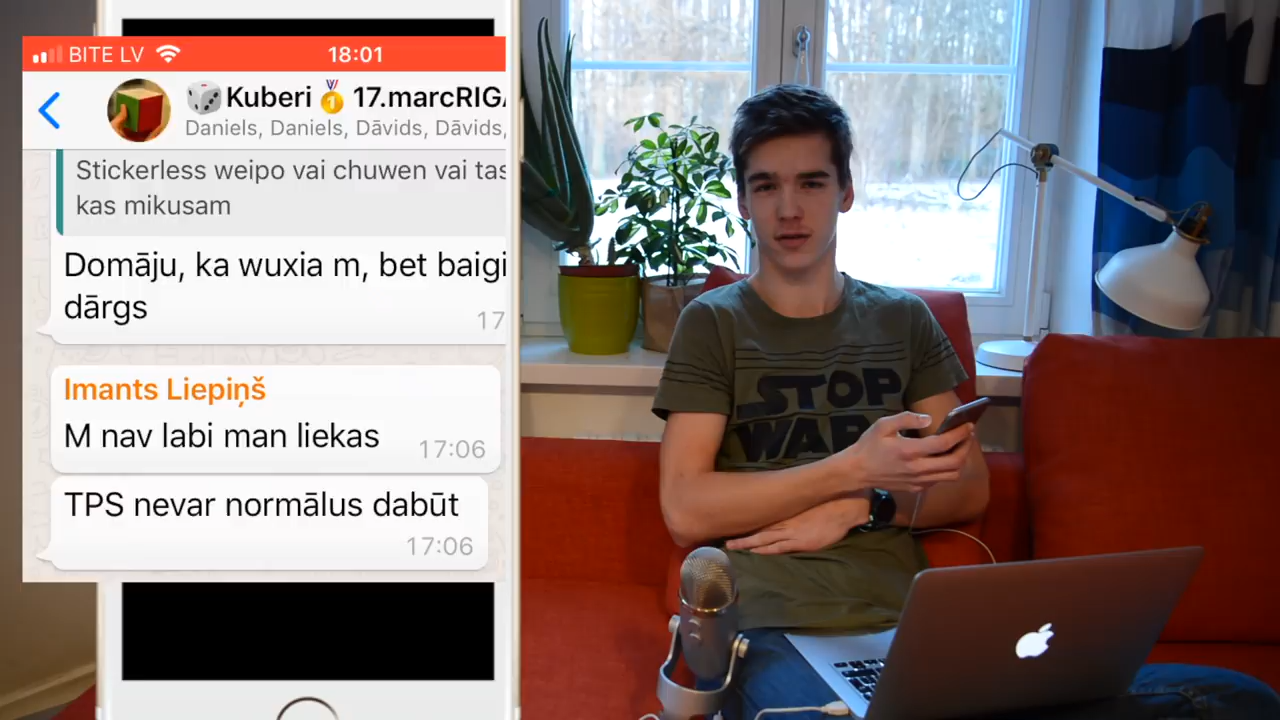 BITE LV
18:01
Kuberi 17.marcRIGA
Daniels, Daniels, Dāvids, Dāvids,
Stickerless weipo vai chuwen vai tas
kas mikusam
Domāju, ka wuxia m, bet baigi
dārgs
17
Imants Liepiņš
M nav labi man liekas
17:06
TPS nevar normālus dabūt
17:06
STOP
WAR